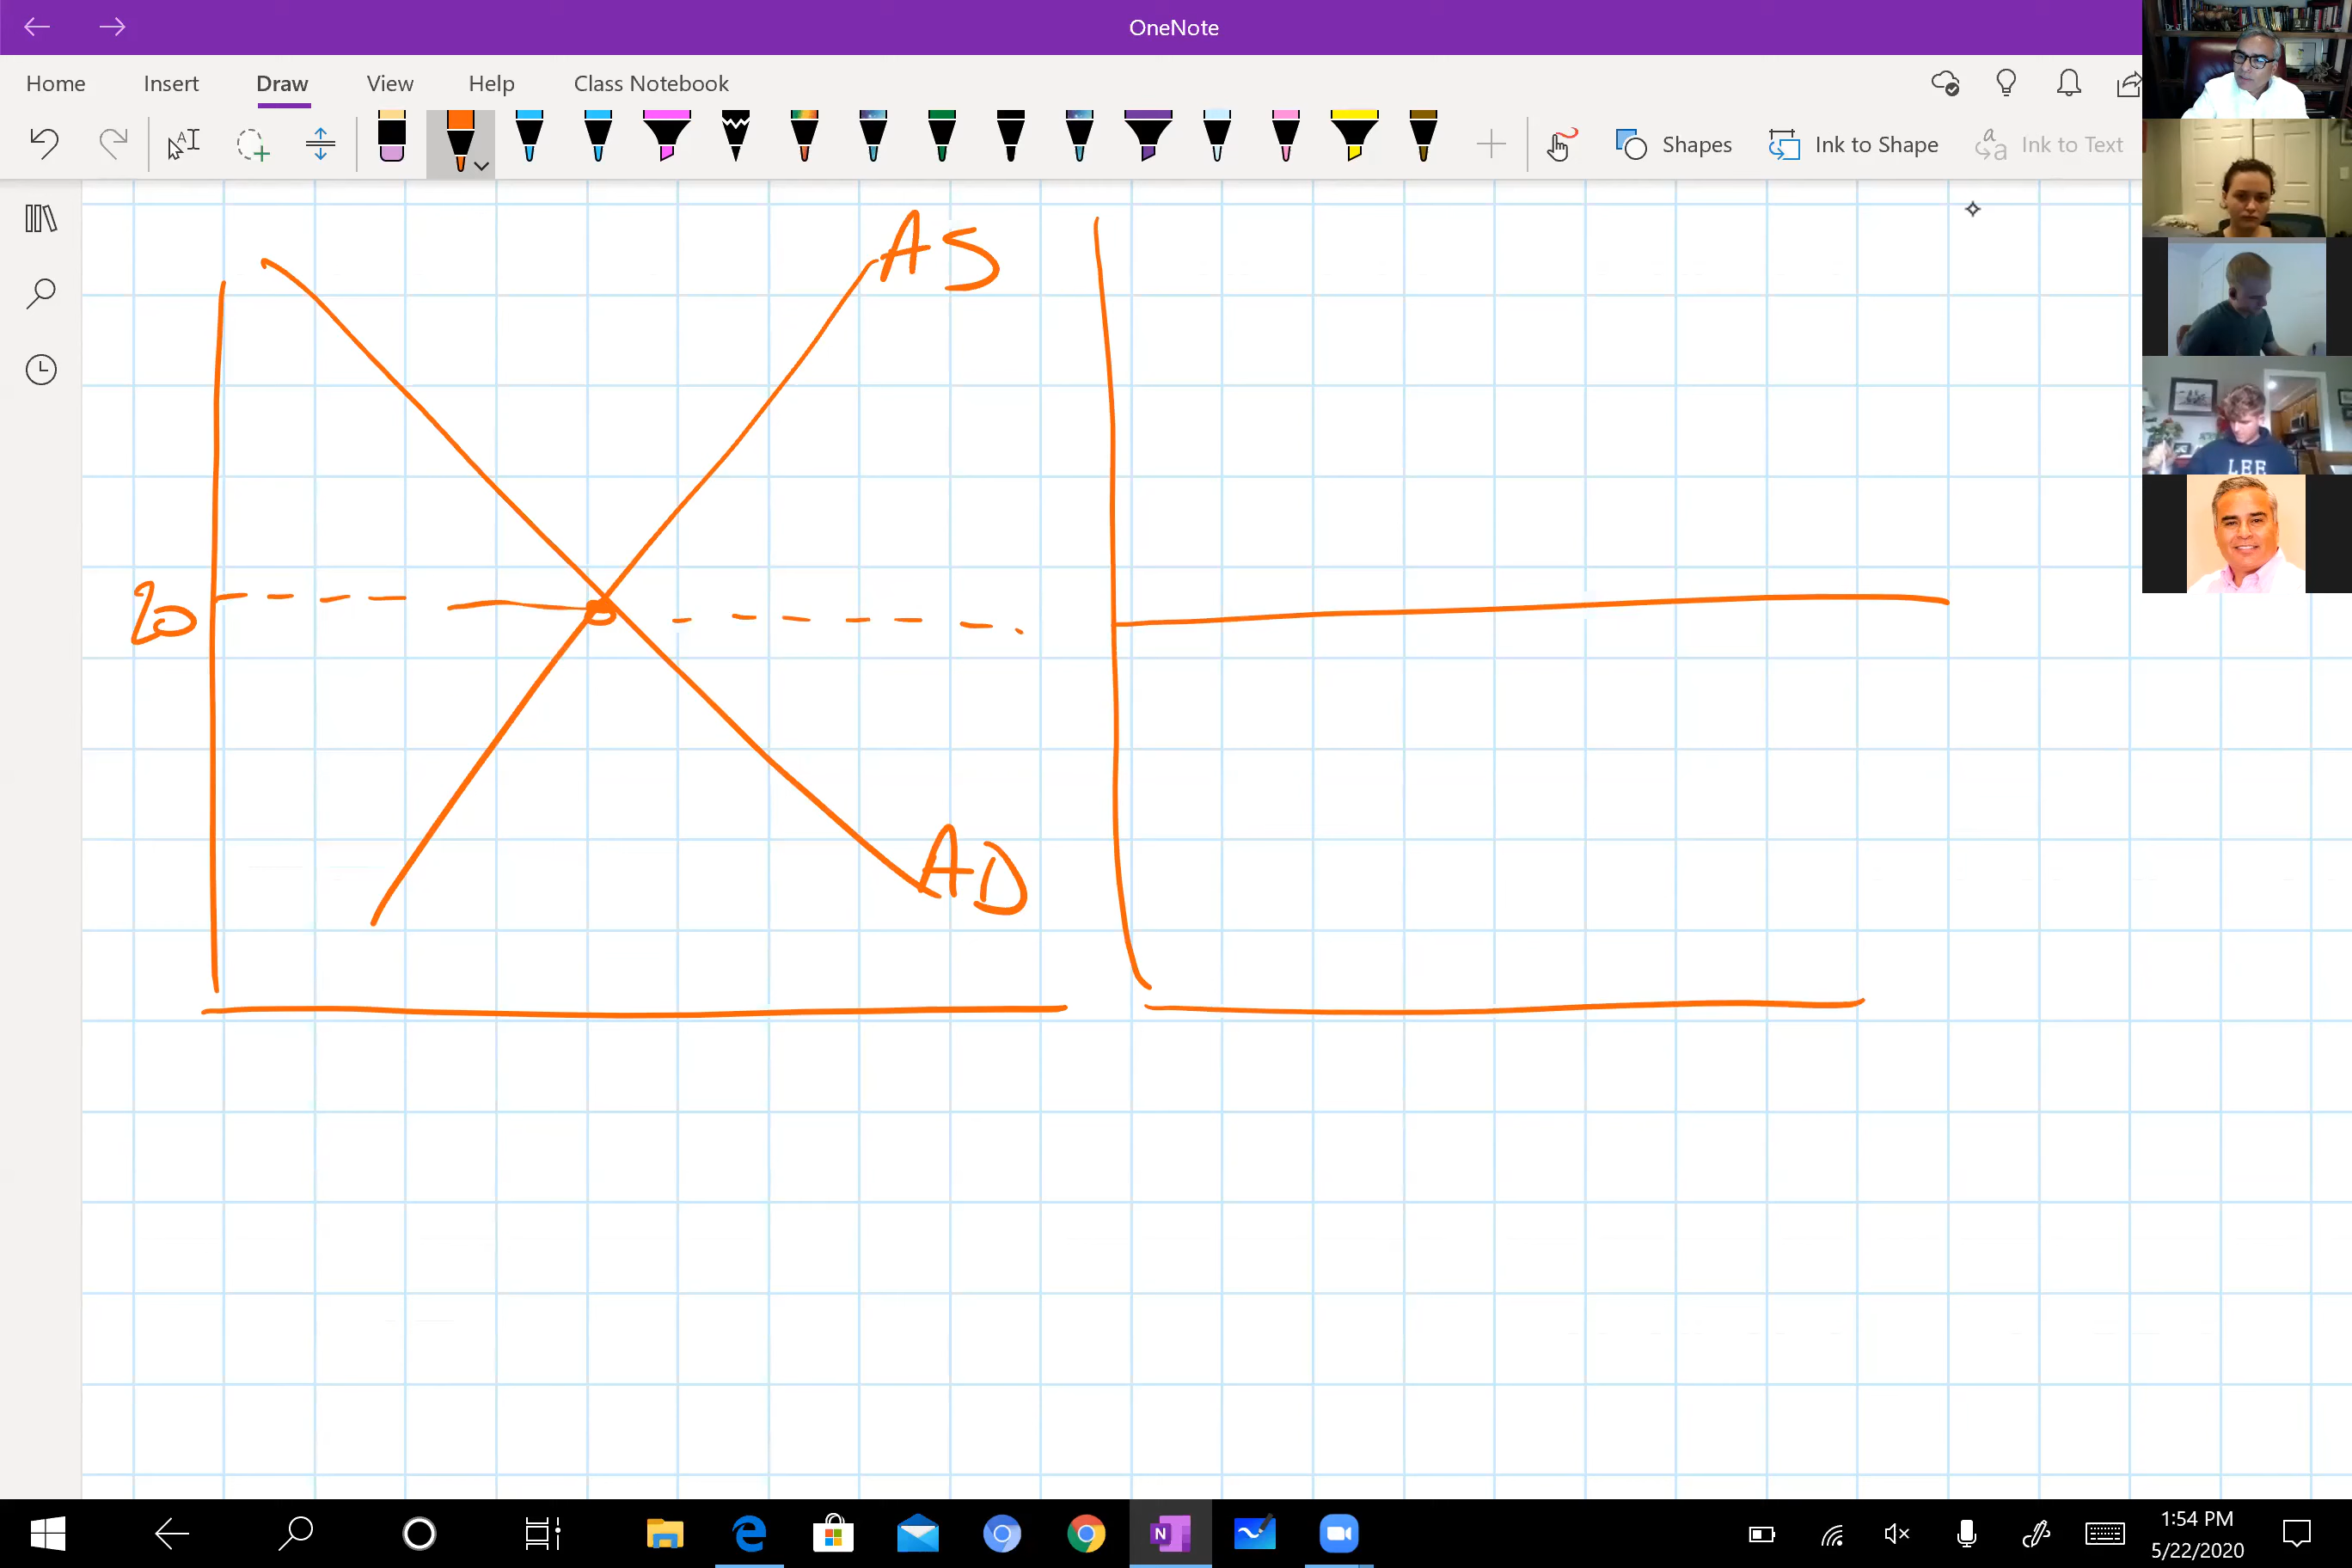 OneNote
Home Insert Draw View Help Class Notebook
Shapes Ink to Shape Ink to Text
AS
20
AD
LEE
1:54 PM
5/22/2020